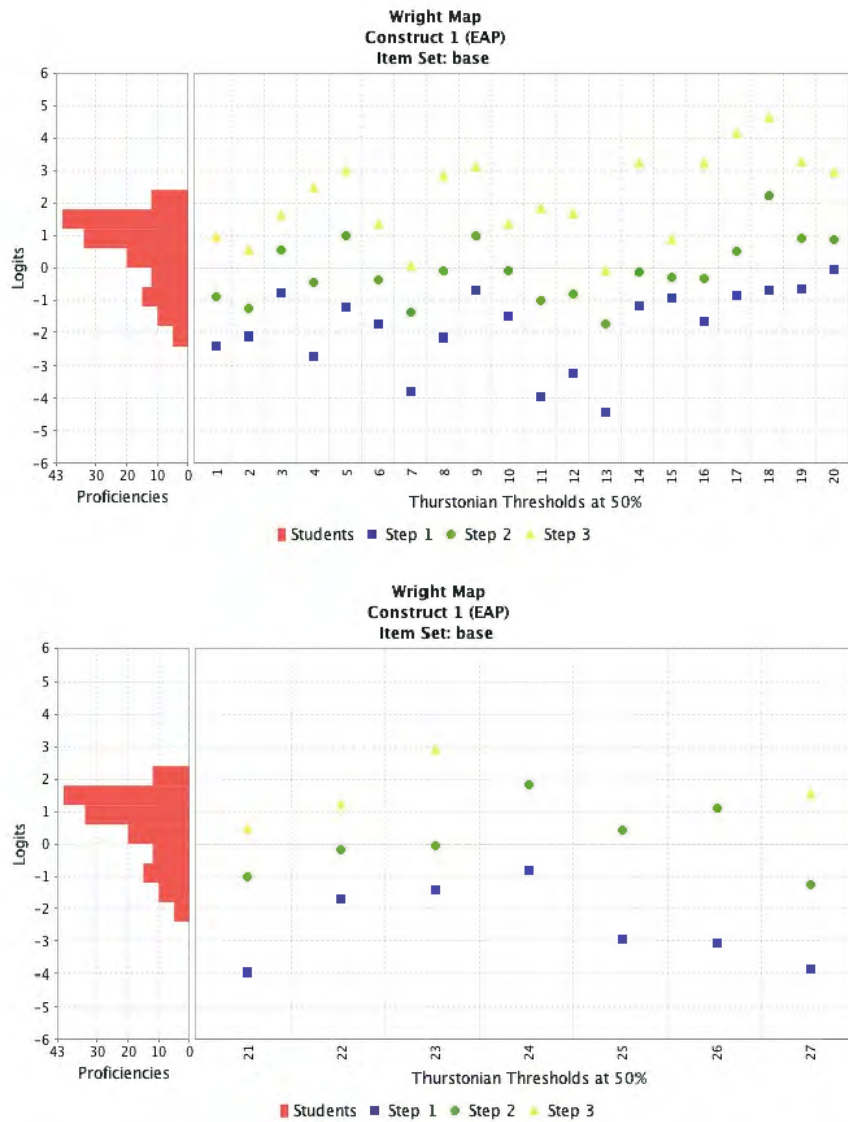 Wright Map
Construct 1 (EAP)
Item Set: base
6
5
4
3
2
1
0
-1
-2
-3
-4
-5
-6
Logits
43 30 20 10 0
Proficiencies
1 2 3 4 5 6 7 8 9 10 11 12 13 14 15 16 17 18 19 20
Thurstonian Thresholds at 50%
Students Step 1 Step 2 Step 3
Wright Map
Construct 1 (EAP)
Item Set: base
6
5
4
3
2
1
0
-1
-2
-3
-4
-5
-6
Logits
43 30 20 10 0
Proficiencies
21 22 23 24 25 26 27
Thurstonian Thresholds at 50%
Students Step 1 Step 2 Step 3